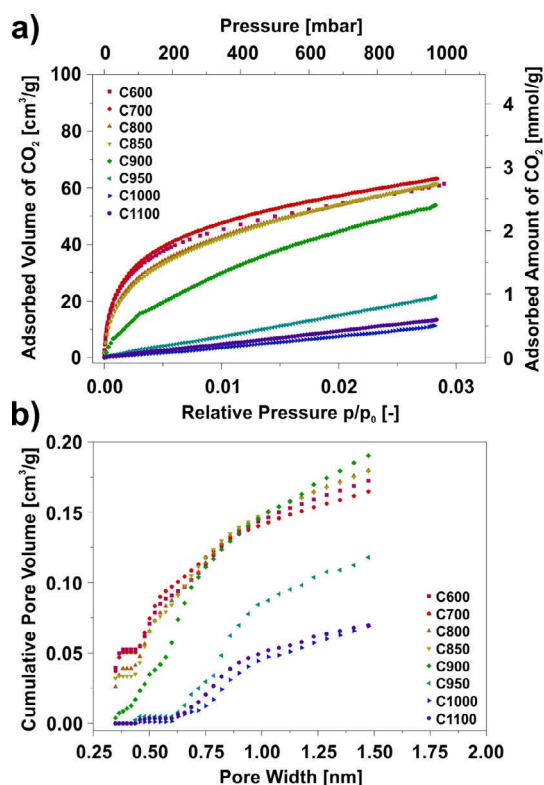 a)
Pressure [mbar]
0 200 400 600 800 1000
100
80
60
40
20
0
Adsorbed Volume of CO₂ [cm³/g]
C600
C700
C800
C850
C900
C950
C1000
C1100
4
3
2
1
0
Adsorbed Amount of CO₂ [mmol/g]
0.00 0.01 0.02 0.03
Relative Pressure p/p₀ [-]
b)
0.20
0.15
0.10
0.05
0.00
Cumulative Pore Volume [cm³/g]
C600
C700
C800
C850
C900
C950
C1000
C1100
0.25 0.50 0.75 1.00 1.25 1.50 1.75 2.00
Pore Width [nm]